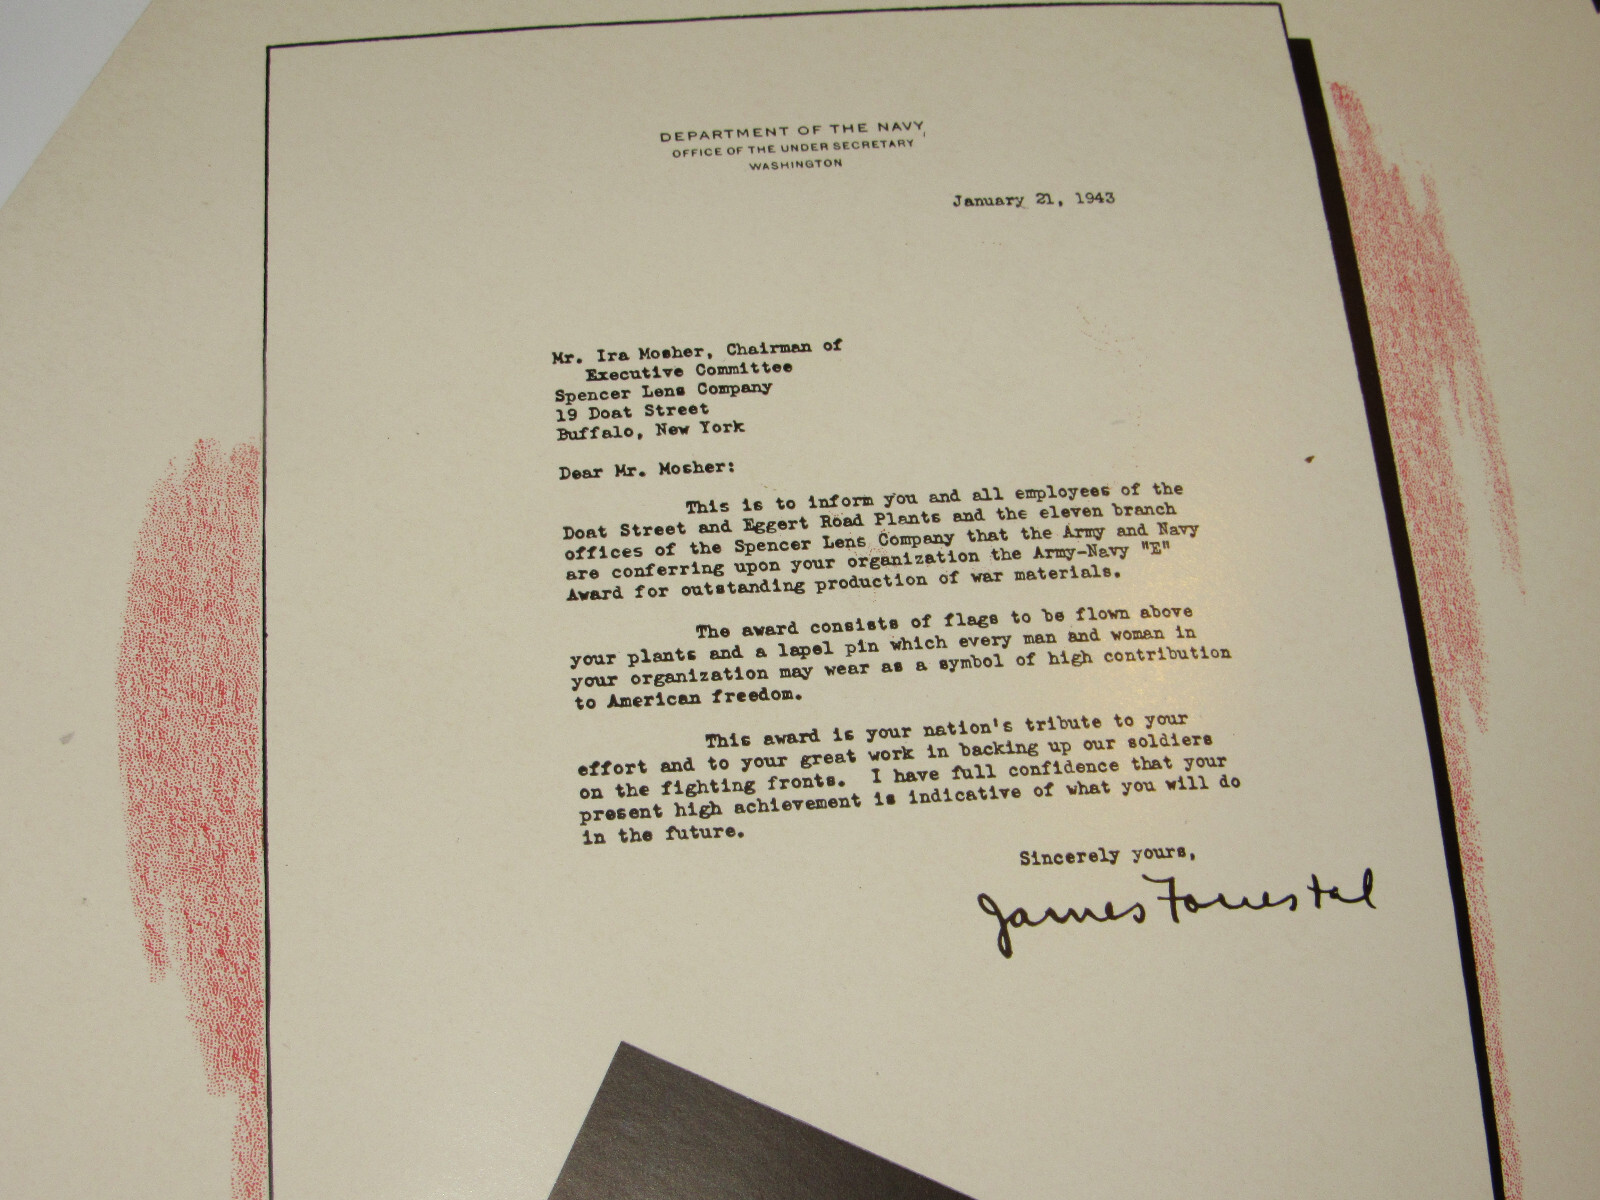 DEPARTMENT OF THE NAVY
OFFICE OF THE UNDER SECRETARY
WASHINGTON
January 21, 1943
Mr. Ira Mosher, Chairman of
Executive Committee
Spencer Lens Company
19 Doat Street
Buffalo, New York
Dear Mr. Mosher:
This is to inform you and all employees of the
Doat Street and Eggert Road Plants and the eleven branch
offices of the Spencer Lens Company that the Army and Navy
are conferring upon your organization the Army-Navy "E"
Award for outstanding production of war materials.
The award consists of flags to be flown above
your plants and a lapel pin which every man and woman in
your organization may wear as a symbol of high contribution
to American freedom.
This award is your nation's tribute to your
effort and to your great work in backing up our soldiers
on the fighting fronts. I have full confidence that your
present high achievement is indicative of what you will do
in the future.
Sincerely yours,
James Forrestal